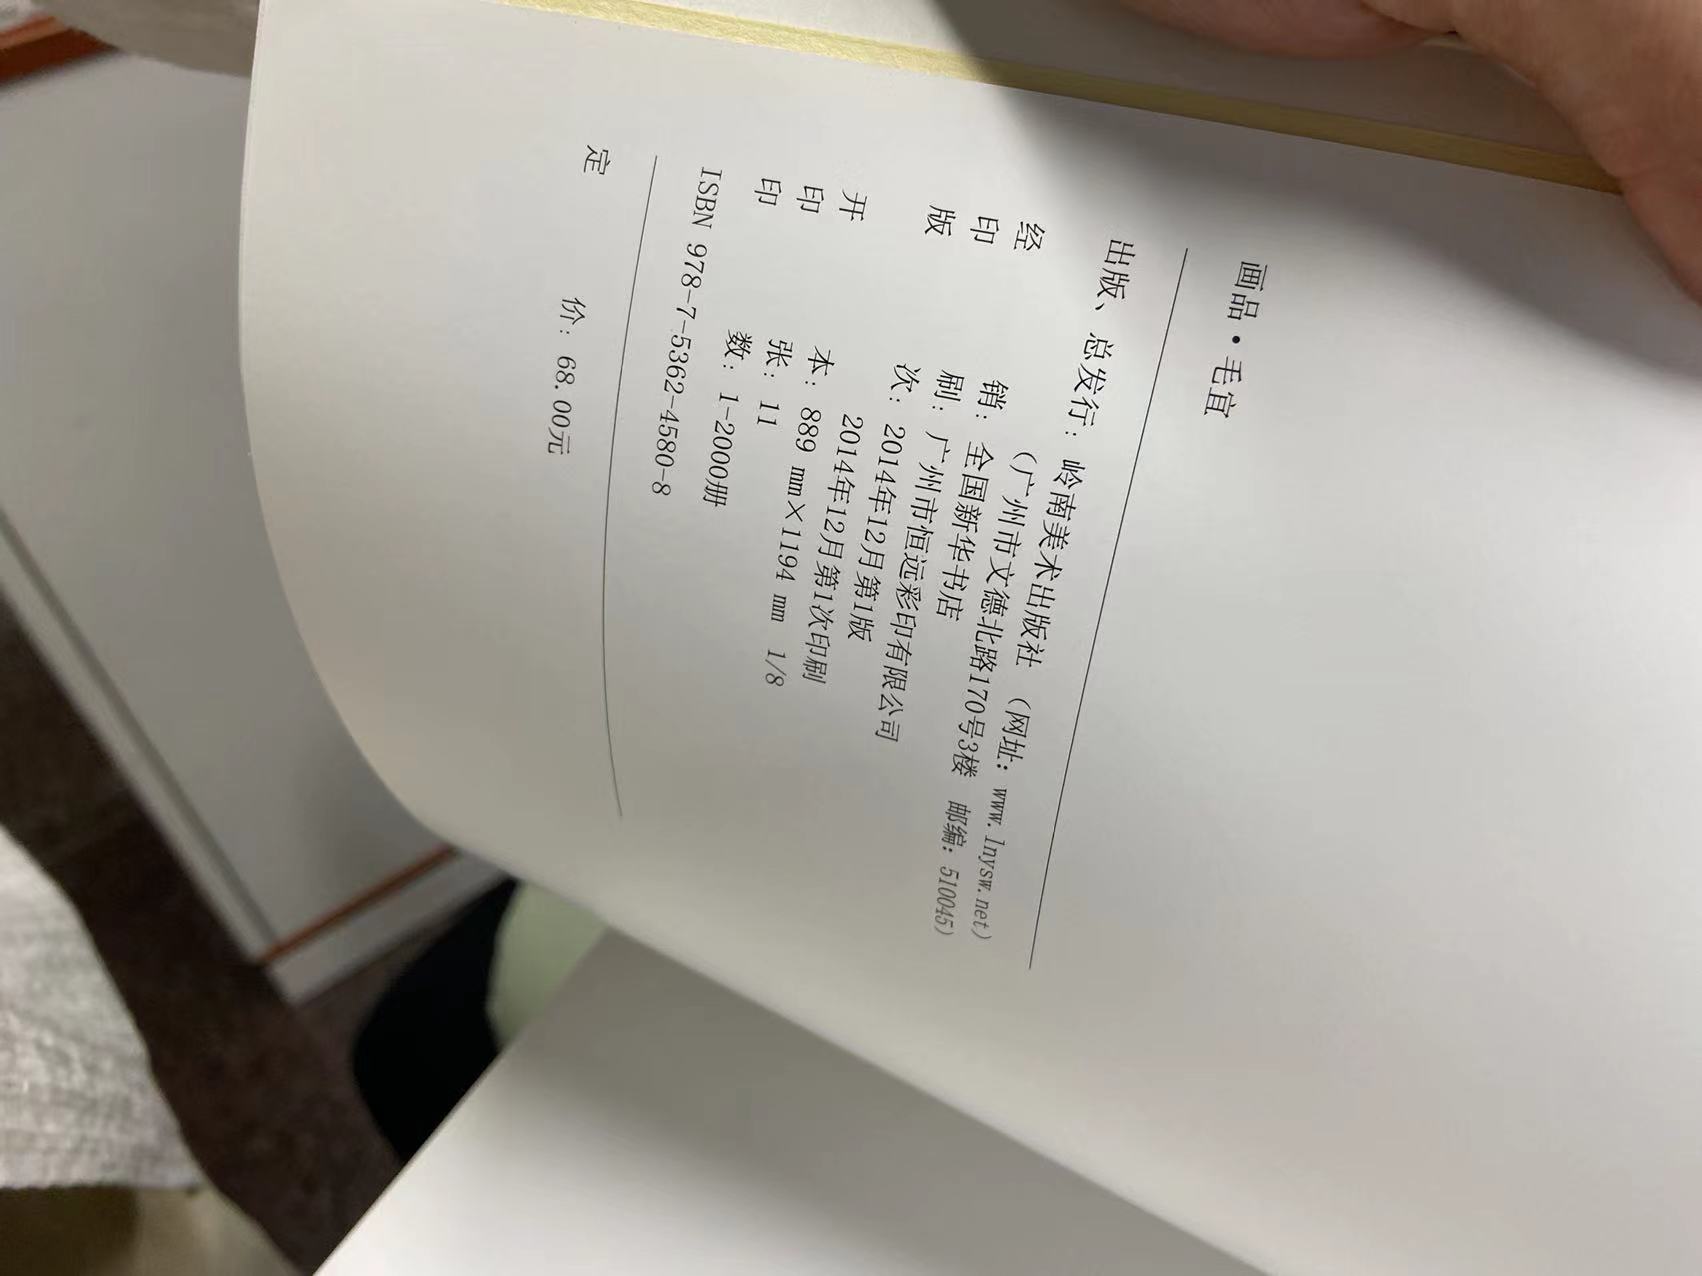 画品·毛宜
出版、总发行：岭南美术出版社 （网址：www.lnysw.net）
（广州市文德北路170号3楼 邮编：510045）
经 销：全国新华书店
印 刷：广州市恒远彩印有限公司
版 次：2014年12月第1版
2014年12月第1次印刷
开 本：889 mm×1194 mm 1/8
印 张：11
印 数：1-2000册
ISBN 978-7-5362-4580-8
定 价：68.00元